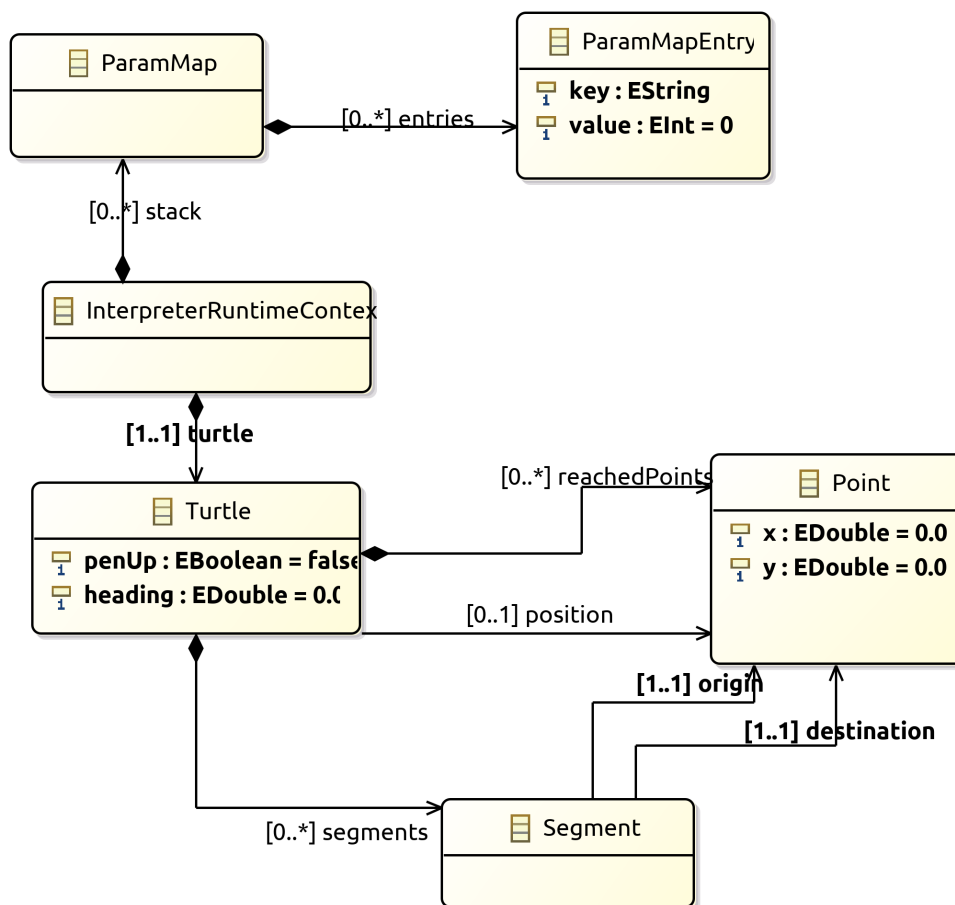 ParamMap
ParamMapEntry
key : EString
value : EInt = 0
[0..*] entries
[0..*] stack
InterpreterRuntimeContex
[1..1] turtle
Turtle
penUp : EBoolean = false
heading : EDouble = 0.0
[0..*] reachedPoints
Point
x : EDouble = 0.0
y : EDouble = 0.0
[0..1] position
[1..1] origin
[1..1] destination
[0..*] segments
Segment